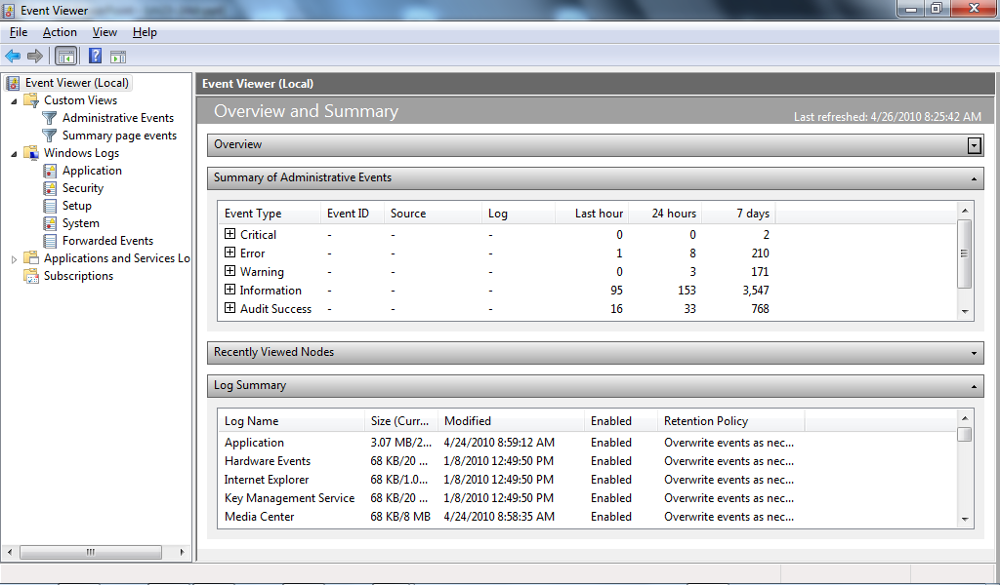 Event Viewer
File Action View Help
Event Viewer (Local)
Custom Views
Administrative Events
Summary page events
Windows Logs
Application
Security
Setup
System
Forwarded Events
Applications and Services Lo
Subscriptions
Event Viewer (Local)
Overview and Summary Last refreshed: 4/26/2010 8:25:42 AM
Overview
Summary of Administrative Events
Event Type Event ID Source Log Last hour 24 hours 7 days
Critical - - - 0 0 2
Error - - - 1 8 210
Warning - - - 0 3 171
Information - - - 95 153 3,547
Audit Success - - - 16 33 768
Recently Viewed Nodes
Log Summary
Log Name Size (Curr... Modified Enabled Retention Policy
Application 3.07 MB/2... 4/24/2010 8:59:12 AM Enabled Overwrite events as nec...
Hardware Events 68 KB/20 ... 1/8/2010 12:49:50 PM Enabled Overwrite events as nec...
Internet Explorer 68 KB/1.0... 1/8/2010 12:49:50 PM Enabled Overwrite events as nec...
Key Management Service 68 KB/20 ... 1/8/2010 12:49:50 PM Enabled Overwrite events as nec...
Media Center 68 KB/8 MB 4/24/2010 8:58:35 AM Enabled Overwrite events as nec...